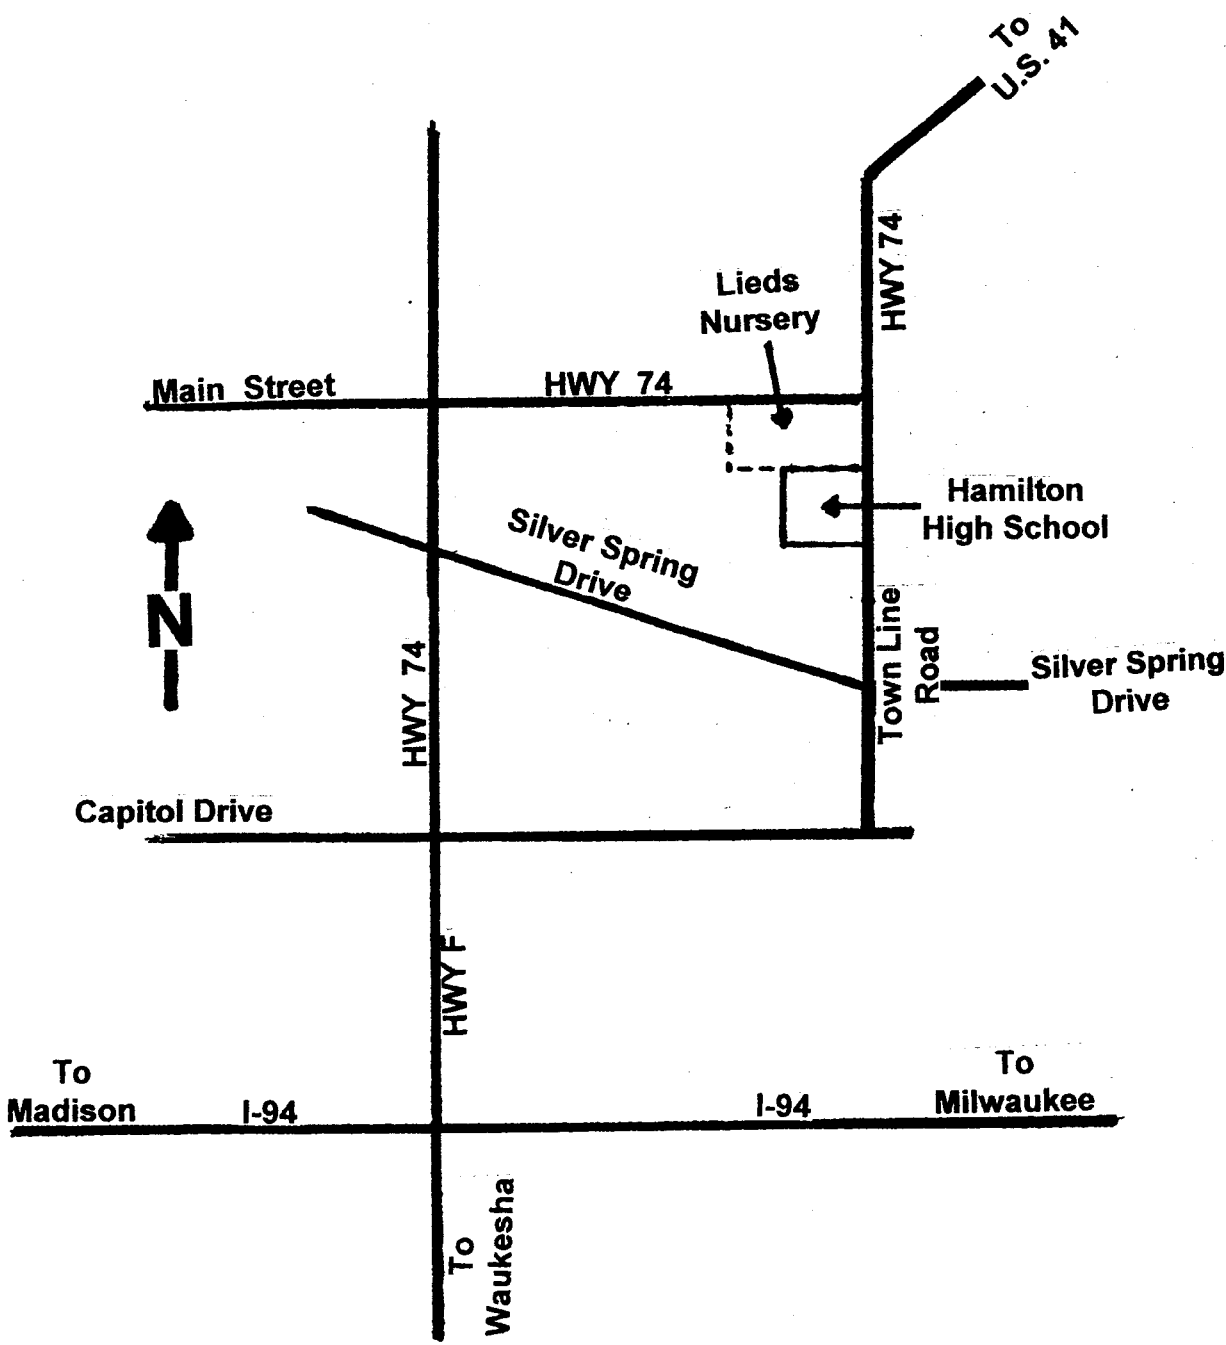 To
U.S. 41
HWY 74
Lieds
Nursery
Main Street
HWY 74
Hamilton
High School
Silver Spring
Drive
N
HWY 74
Town Line
Road
Silver Spring
Drive
Capitol Drive
HWY F
To
Madison
I-94
I-94
To
Milwaukee
To
Waukesha